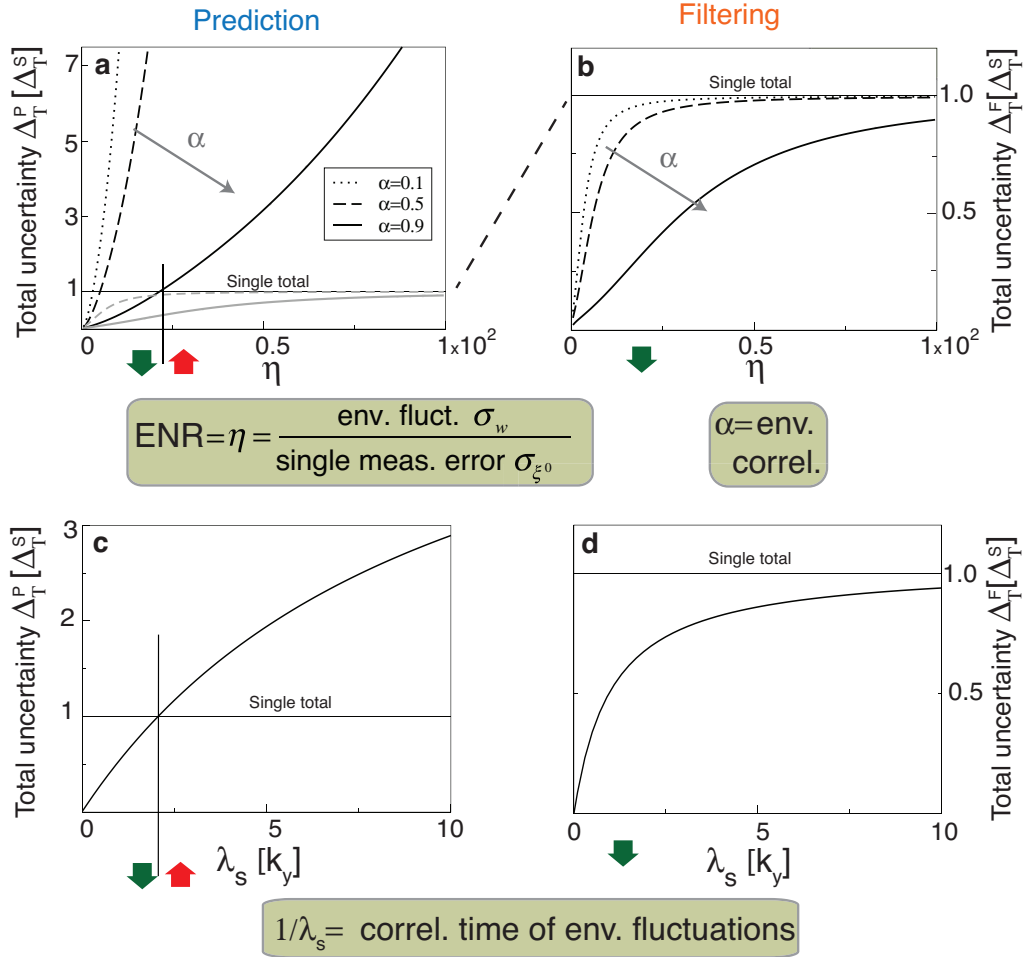 Prediction
Filtering
a
Total uncertainty Δ_T^P [Δ_T^S]
7
5
3
1
α
α=0.1
α=0.5
α=0.9
Single total
0
0.5
1×10²
η
b
Single total
α
1.0
0.5
Total uncertainty Δ_T^F [Δ_T^S]
0
0.5
1×10²
η
ENR=η= env. fluct. σ_w
single meas. error σ_ξ⁰
α=env.
correl.
c
Total uncertainty Δ_T^P [Δ_T^S]
3
2
1
Single total
0
5
10
λ_s [k_y]
d
Single total
1.0
0.5
Total uncertainty Δ_T^F[Δ_T^S]
0
5
10
λ_s [k_y]
1/λ_s= correl. time of env. fluctuations